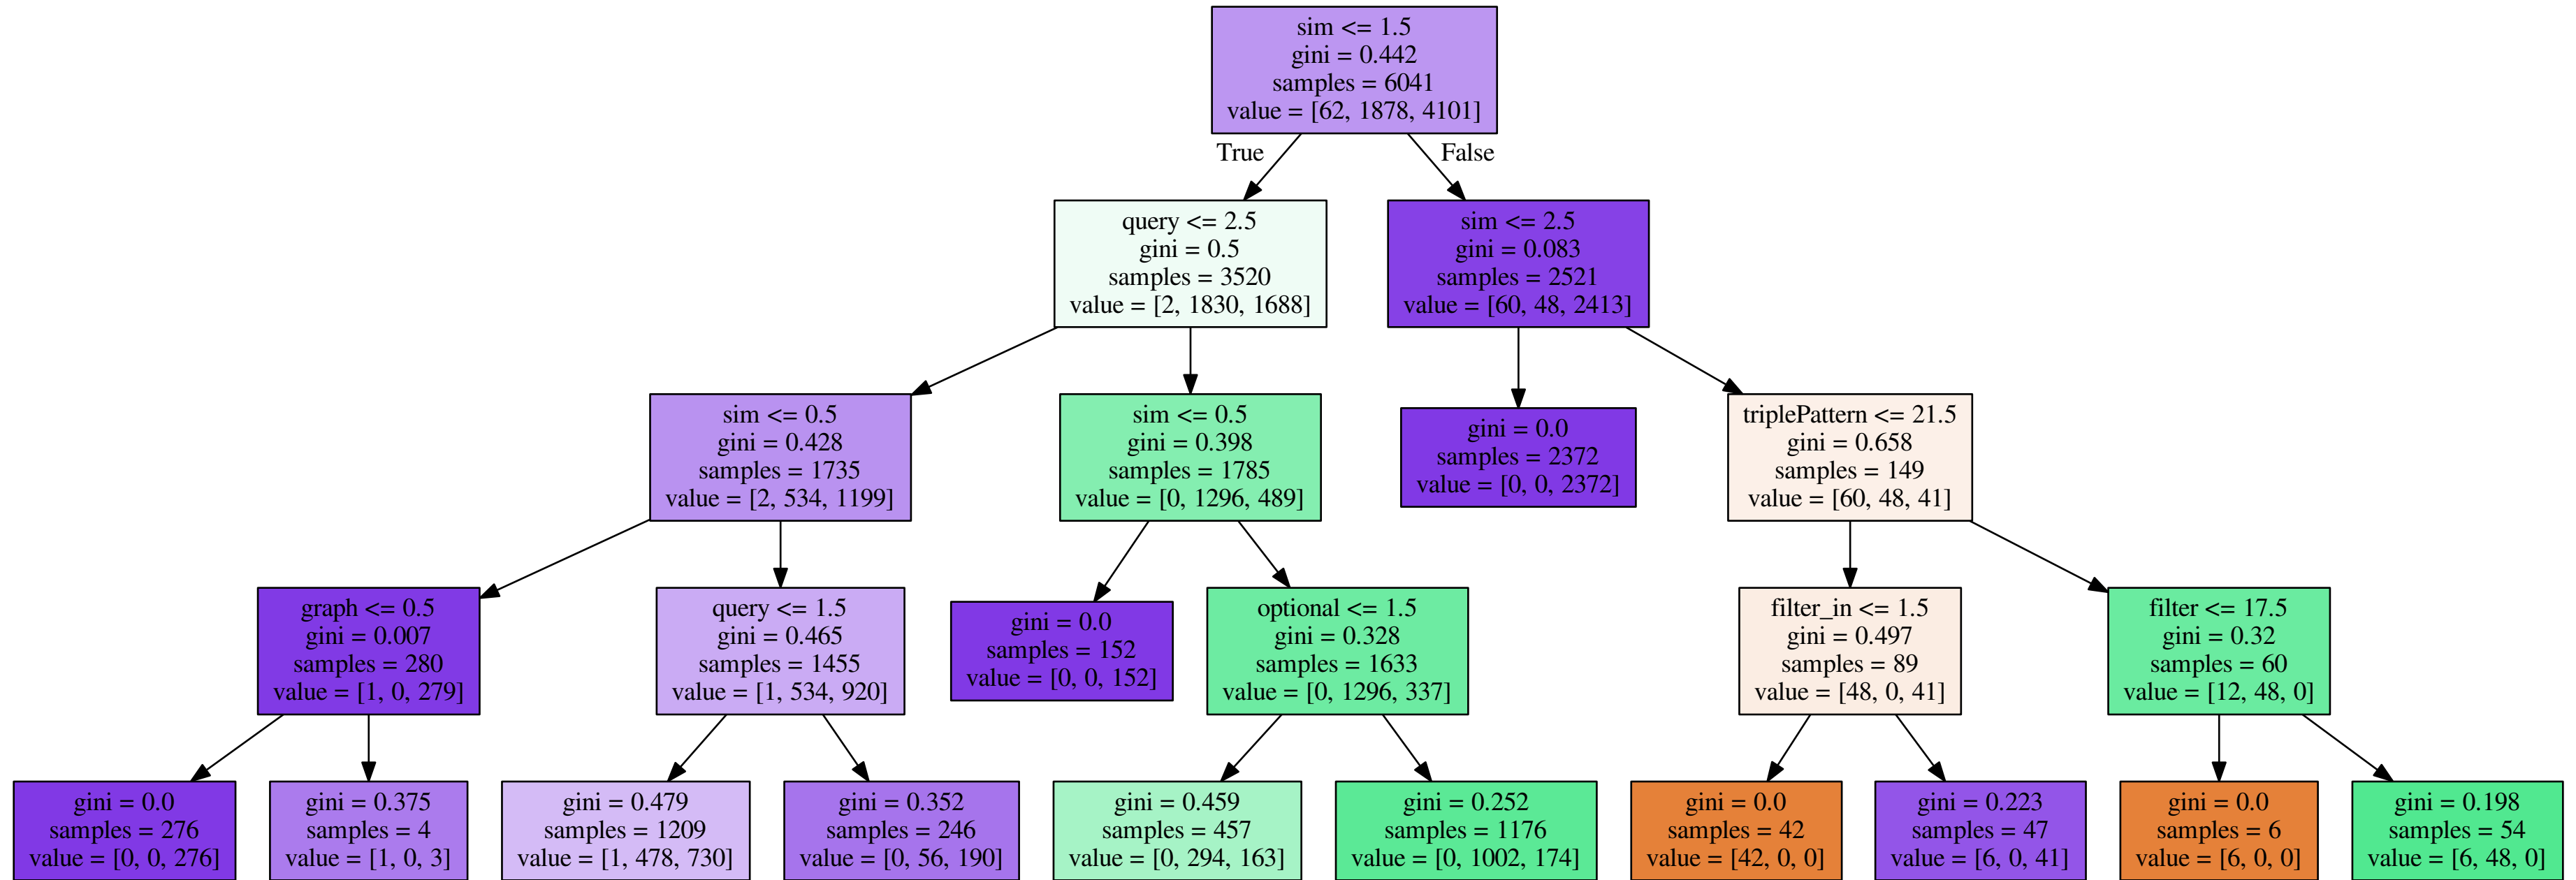 sim <= 1.5
gini = 0.442
samples = 6041
value = [62, 1878, 4101]
True
False
query <= 2.5
gini = 0.5
samples = 3520
value = [2, 1830, 1688]
sim <= 2.5
gini = 0.083
samples = 2521
value = [60, 48, 2413]
sim <= 0.5
gini = 0.428
samples = 1735
value = [2, 534, 1199]
sim <= 0.5
gini = 0.398
samples = 1785
value = [0, 1296, 489]
gini = 0.0
samples = 2372
value = [0, 0, 2372]
triplePattern <= 21.5
gini = 0.658
samples = 149
value = [60, 48, 41]
graph <= 0.5
gini = 0.007
samples = 280
value = [1, 0, 279]
query <= 1.5
gini = 0.465
samples = 1455
value = [1, 534, 920]
gini = 0.0
samples = 152
value = [0, 0, 152]
optional <= 1.5
gini = 0.328
samples = 1633
value = [0, 1296, 337]
filter_in <= 1.5
gini = 0.497
samples = 89
value = [48, 0, 41]
filter <= 17.5
gini = 0.32
samples = 60
value = [12, 48, 0]
gini = 0.0
samples = 276
value = [0, 0, 276]
gini = 0.375
samples = 4
value = [1, 0, 3]
gini = 0.479
samples = 1209
value = [1, 478, 730]
gini = 0.352
samples = 246
value = [0, 56, 190]
gini = 0.459
samples = 457
value = [0, 294, 163]
gini = 0.252
samples = 1176
value = [0, 1002, 174]
gini = 0.0
samples = 42
value = [42, 0, 0]
gini = 0.223
samples = 47
value = [6, 0, 41]
gini = 0.0
samples = 6
value = [6, 0, 0]
gini = 0.198
samples = 54
value = [6, 48, 0]